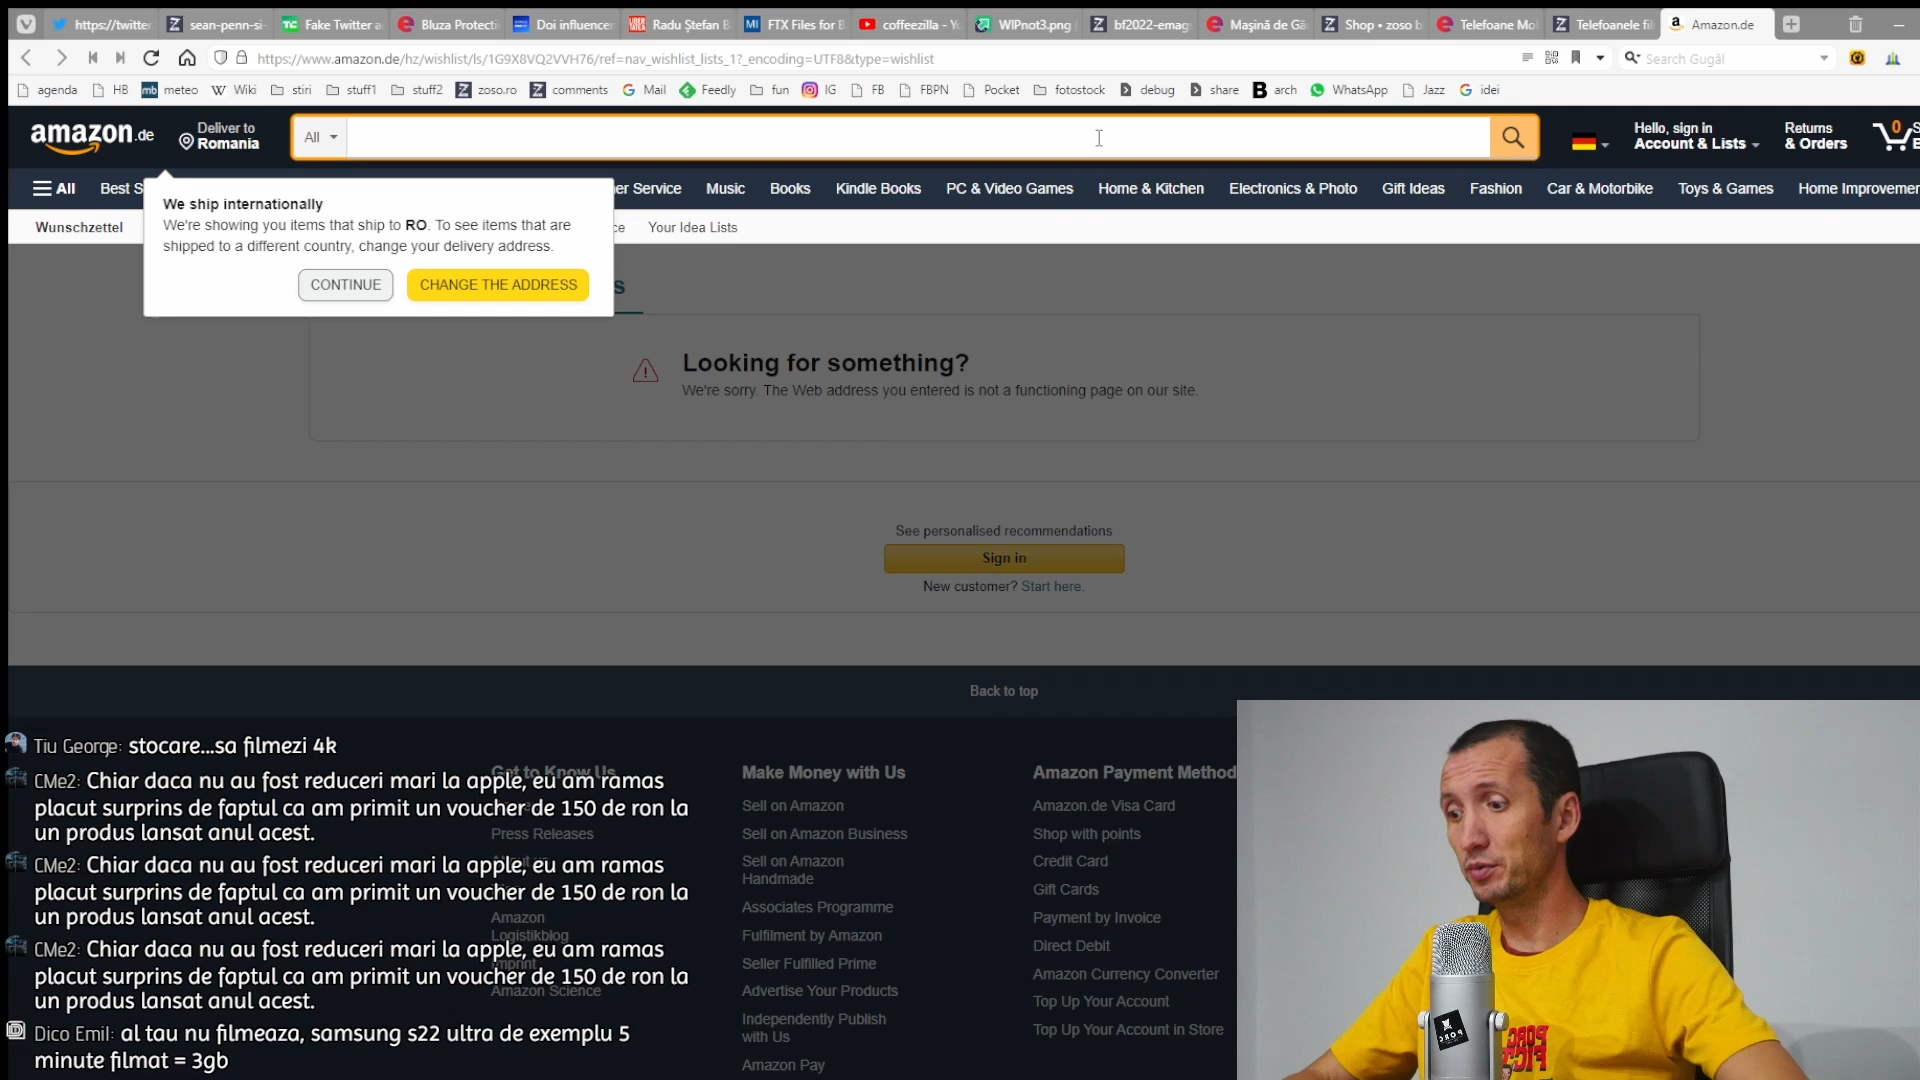 https://twitter
sean-penn-si-
Fake Twitter a
Bluza Protecti
Doi influence
Radu Ștefan B
FTX Files for B
coffeezilla - Yo
WIPnot3.png
bf2022-emag
Mașină de Gă
Shop • zoso b
Telefoane Mo
Telefoanele fi
Amazon.de
https://www.amazon.de/hz/wishlist/ls/1G9X8VQ2VVH76/ref=nav_wishlist_lists_1?_encoding=UTF8&type=wishlist
Search Gugăl
agenda HB meteo Wiki stiri stuff1 stuff2 zoso.ro comments Mail Feedly fun IG FB FBPN Pocket fotostock debug share arch WhatsApp Jazz idei
amazon.de
Deliver to
Romania
All
Hello, sign in
Account & Lists
Returns
& Orders
0
All Best S er Service Music Books Kindle Books PC & Video Games Home & Kitchen Electronics & Photo Gift Ideas Fashion Car & Motorbike Toys & Games Home Improvemen
Wunschzettel
ce Your Idea Lists
We ship internationally
We're showing you items that ship to RO. To see items that are
shipped to a different country, change your delivery address.
CONTINUE
CHANGE THE ADDRESS
s
Looking for something?
We're sorry. The Web address you entered is not a functioning page on our site.
See personalised recommendations
Sign in
New customer? Start here.
Back to top
Tiu George: stocare...sa filmezi 4k
CMe2: Chiar daca nu au fost reduceri mari la apple, eu am ramas
placut surprins de faptul ca am primit un voucher de 150 de ron la
un produs lansat anul acest.
CMe2: Chiar daca nu au fost reduceri mari la apple, eu am ramas
placut surprins de faptul ca am primit un voucher de 150 de ron la
un produs lansat anul acest.
CMe2: Chiar daca nu au fost reduceri mari la apple, eu am ramas
placut surprins de faptul ca am primit un voucher de 150 de ron la
un produs lansat anul acest.
Dico Emil: al tau nu filmeaza, samsung s22 ultra de exemplu 5
minute filmat = 3gb
Get to Know Us
Press Releases
Amazon
Logistikblog
Imprint
Amazon Science
Make Money with Us
Sell on Amazon
Sell on Amazon Business
Sell on Amazon
Handmade
Associates Programme
Fulfilment by Amazon
Seller Fulfilled Prime
Advertise Your Products
Independently Publish
with Us
Amazon Pay
Amazon Payment Method
Amazon.de Visa Card
Shop with points
Credit Card
Gift Cards
Payment by Invoice
Direct Debit
Amazon Currency Converter
Top Up Your Account
Top Up Your Account in Store
PORC